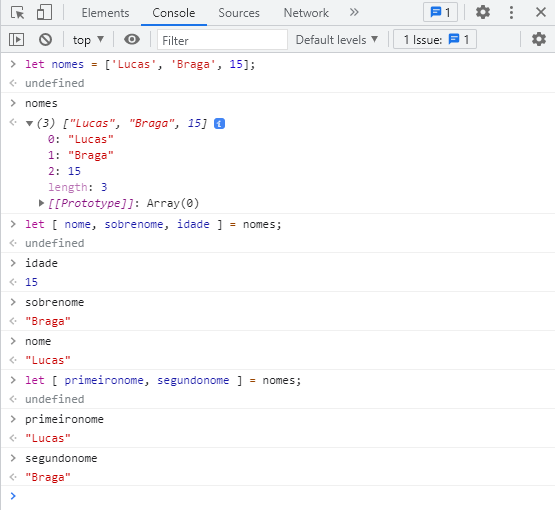 Elements Console Sources Network » 1
top ▼ Filter Default levels ▼ 1 Issue: 1
> let nomes = ['Lucas', 'Braga', 15];
undefined
> nomes
▼ (3) ["Lucas", "Braga", 15] i
0: "Lucas"
1: "Braga"
2: 15
length: 3
▶ [[Prototype]]: Array(0)
> let [ nome, sobrenome, idade ] = nomes;
undefined
> idade
15
> sobrenome
"Braga"
> nome
"Lucas"
> let [ primeironome, segundonome ] = nomes;
undefined
> primeironome
"Lucas"
> segundonome
"Braga"
>